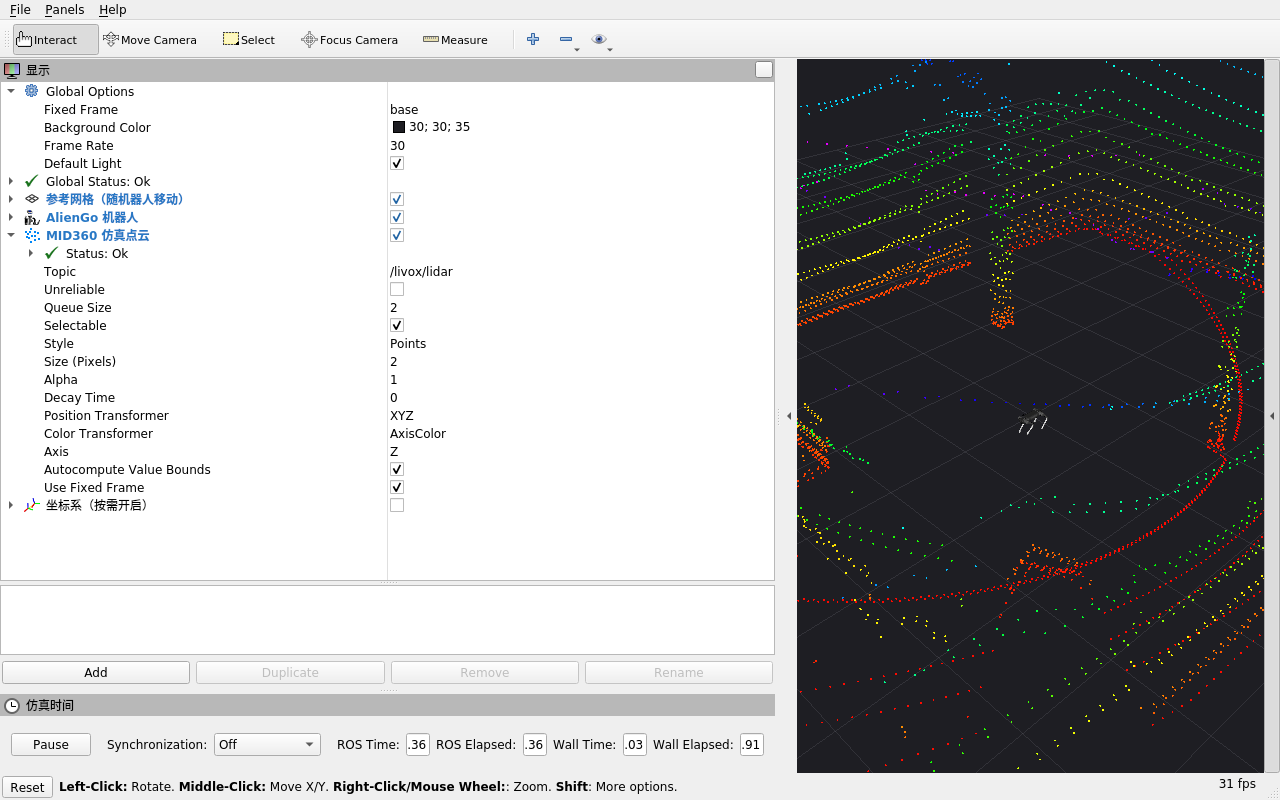 File Panels Help
Interact Move Camera Select Focus Camera Measure
显示
Global Options
Fixed Frame base
Background Color 30; 30; 35
Frame Rate 30
Default Light
Global Status: Ok
参考网格（随机器人移动）
AlienGo 机器人
MID360 仿真点云
Status: Ok
Topic /livox/lidar
Unreliable
Queue Size 2
Selectable
Style Points
Size (Pixels) 2
Alpha 1
Decay Time 0
Position Transformer XYZ
Color Transformer AxisColor
Axis Z
Autocompute Value Bounds
Use Fixed Frame
坐标系（按需开启）
Add Duplicate Remove Rename
仿真时间
Pause Synchronization: Off ROS Time: .36 ROS Elapsed: .36 Wall Time: .03 Wall Elapsed: .91
Reset Left-Click: Rotate. Middle-Click: Move X/Y. Right-Click/Mouse Wheel:: Zoom. Shift: More options. 31 fps